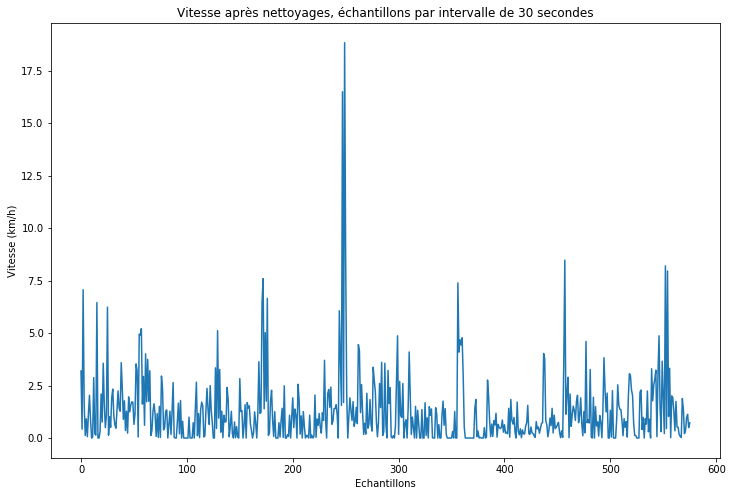 Vitesse après nettoyages, échantillons par intervalle de 30 secondes
Vitesse (km/h)
17.5
15.0
12.5
10.0
7.5
5.0
2.5
0.0
0 100 200 300 400 500 600
Echantillons